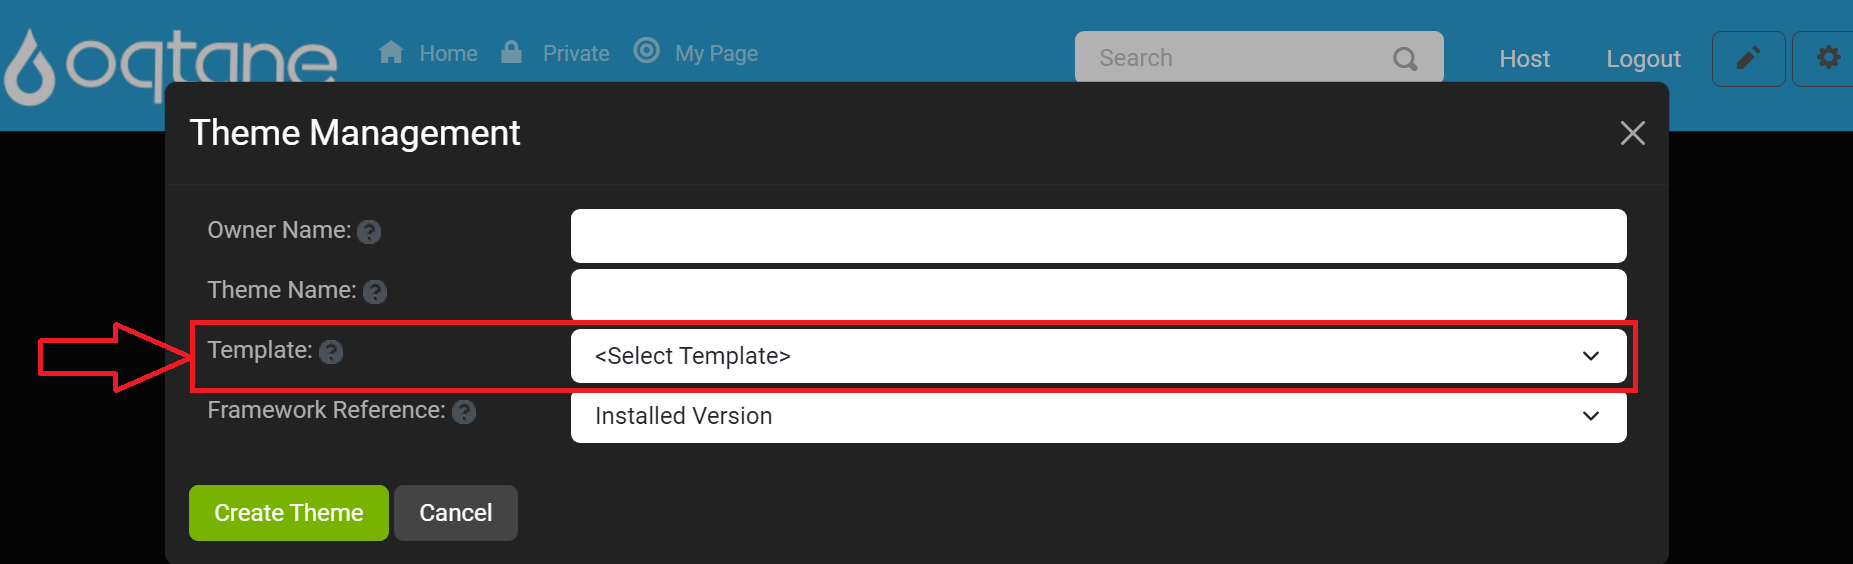 oqtane Home Private My Page Search Host Logout
Theme Management
Owner Name: ?
Theme Name: ?
Template: ? <Select Template>
Framework Reference: ? Installed Version
Create Theme Cancel